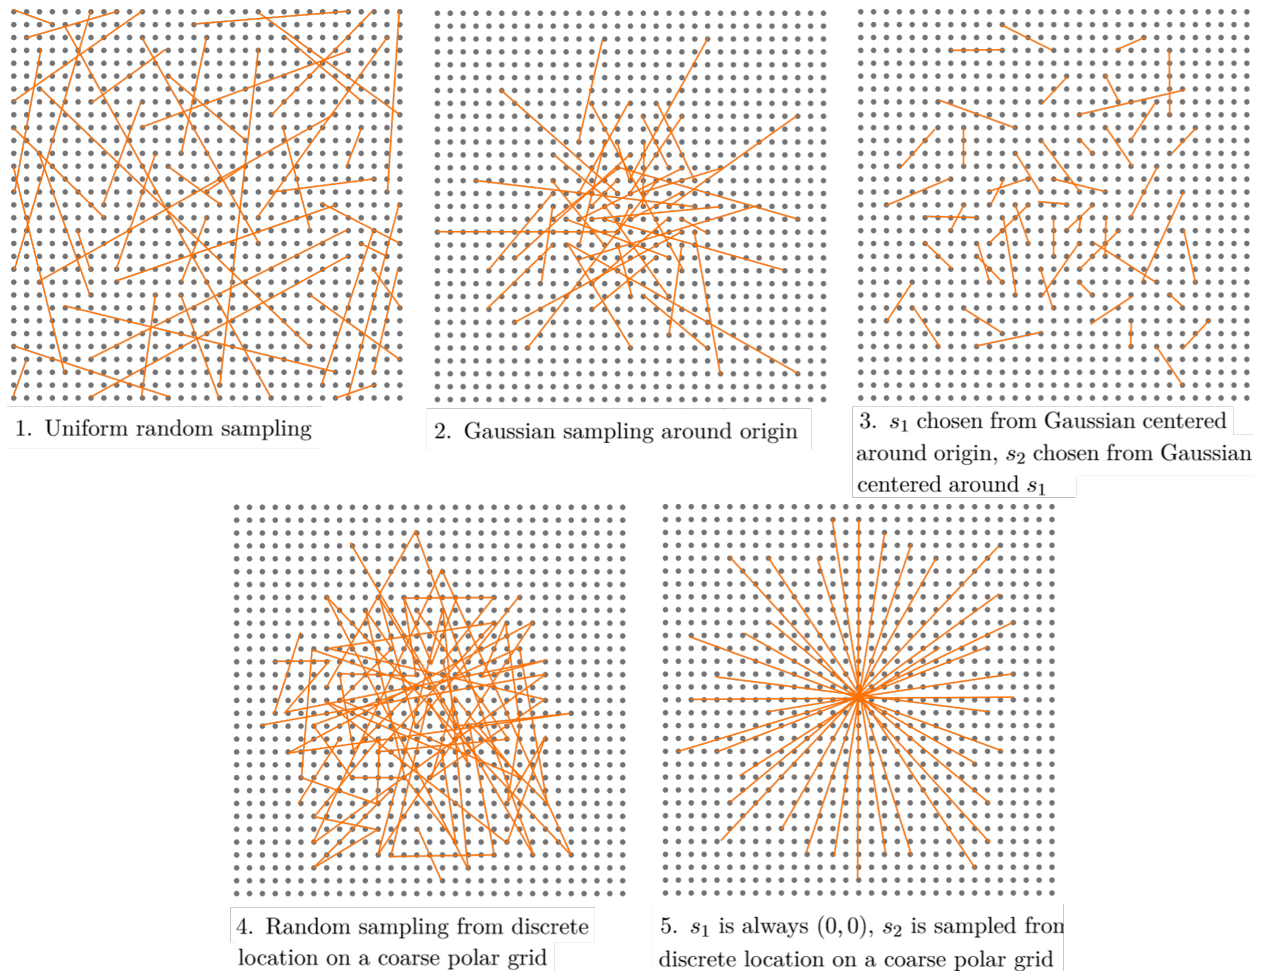 1. Uniform random sampling
2. Gaussian sampling around origin
3. s₁ chosen from Gaussian centered
around origin, s₂ chosen from Gaussian
centered around s₁
4. Random sampling from discrete
location on a coarse polar grid
5. s₁ is always (0, 0), s₂ is sampled from
discrete location on a coarse polar grid